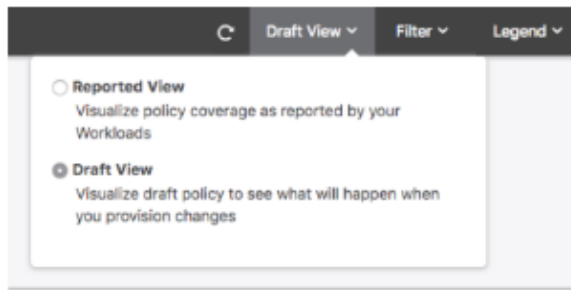 Draft View Filter Legend
Reported View
Visualize policy coverage as reported by your
Workloads
Draft View
Visualize draft policy to see what will happen when
you provision changes